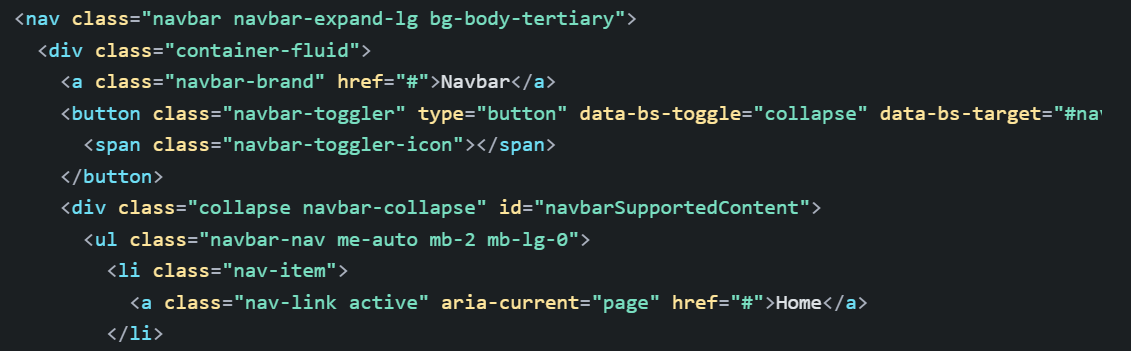 <nav class="navbar navbar-expand-lg bg-body-tertiary">
  <div class="container-fluid">
    <a class="navbar-brand" href="#">Navbar</a>
    <button class="navbar-toggler" type="button" data-bs-toggle="collapse" data-bs-target="#nav
      <span class="navbar-toggler-icon"></span>
    </button>
    <div class="collapse navbar-collapse" id="navbarSupportedContent">
      <ul class="navbar-nav me-auto mb-2 mb-lg-0">
        <li class="nav-item">
          <a class="nav-link active" aria-current="page" href="#">Home</a>
        </li>